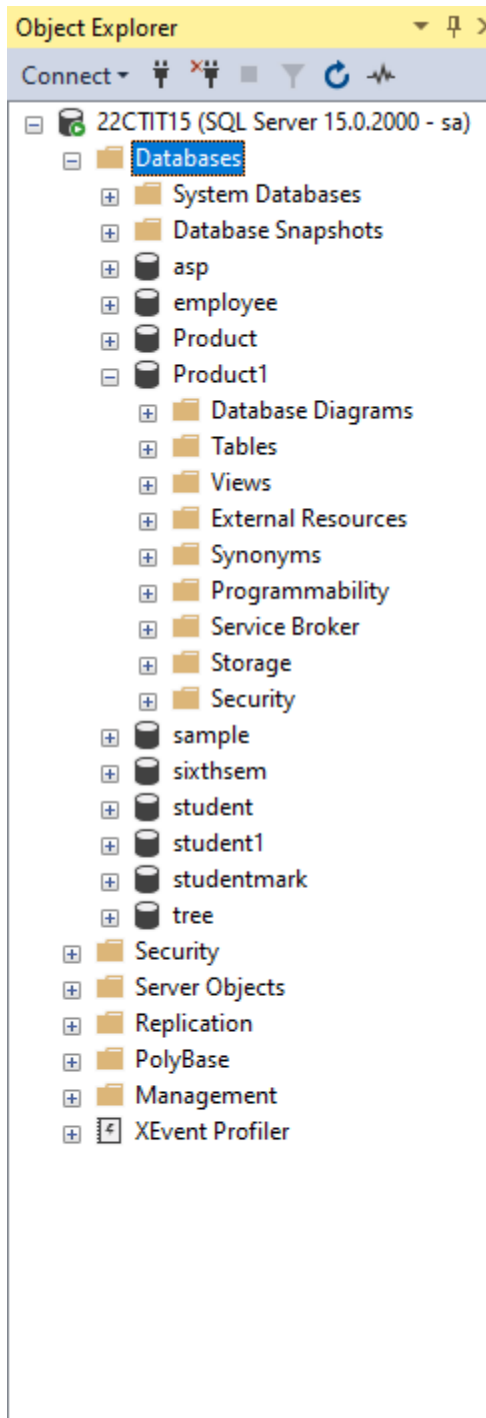 Object Explorer
Connect
22CTIT15 (SQL Server 15.0.2000 - sa)
Databases
System Databases
Database Snapshots
asp
employee
Product
Product1
Database Diagrams
Tables
Views
External Resources
Synonyms
Programmability
Service Broker
Storage
Security
sample
sixthsem
student
student1
studentmark
tree
Security
Server Objects
Replication
PolyBase
Management
XEvent Profiler